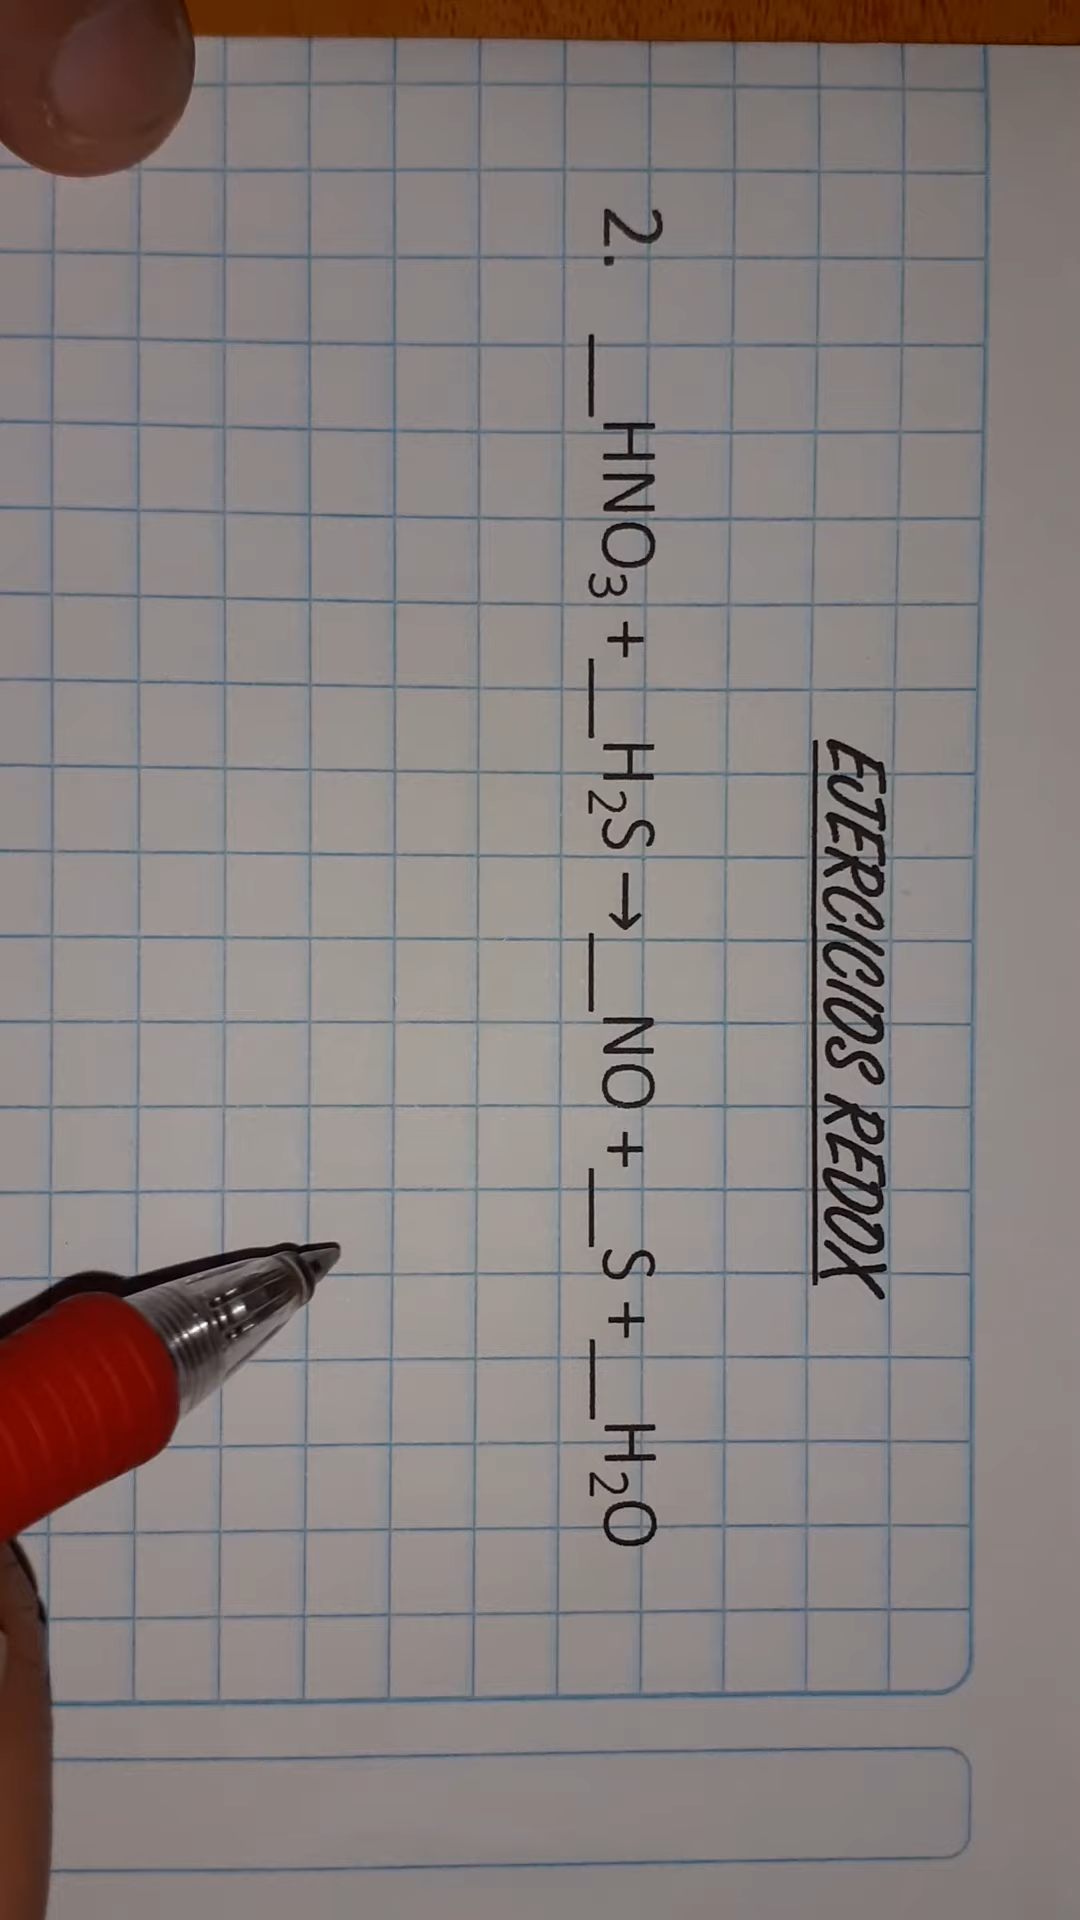 EJERCICIOS REDOX
2. __HNO₃ + __H₂S → __NO + __S + __H₂O